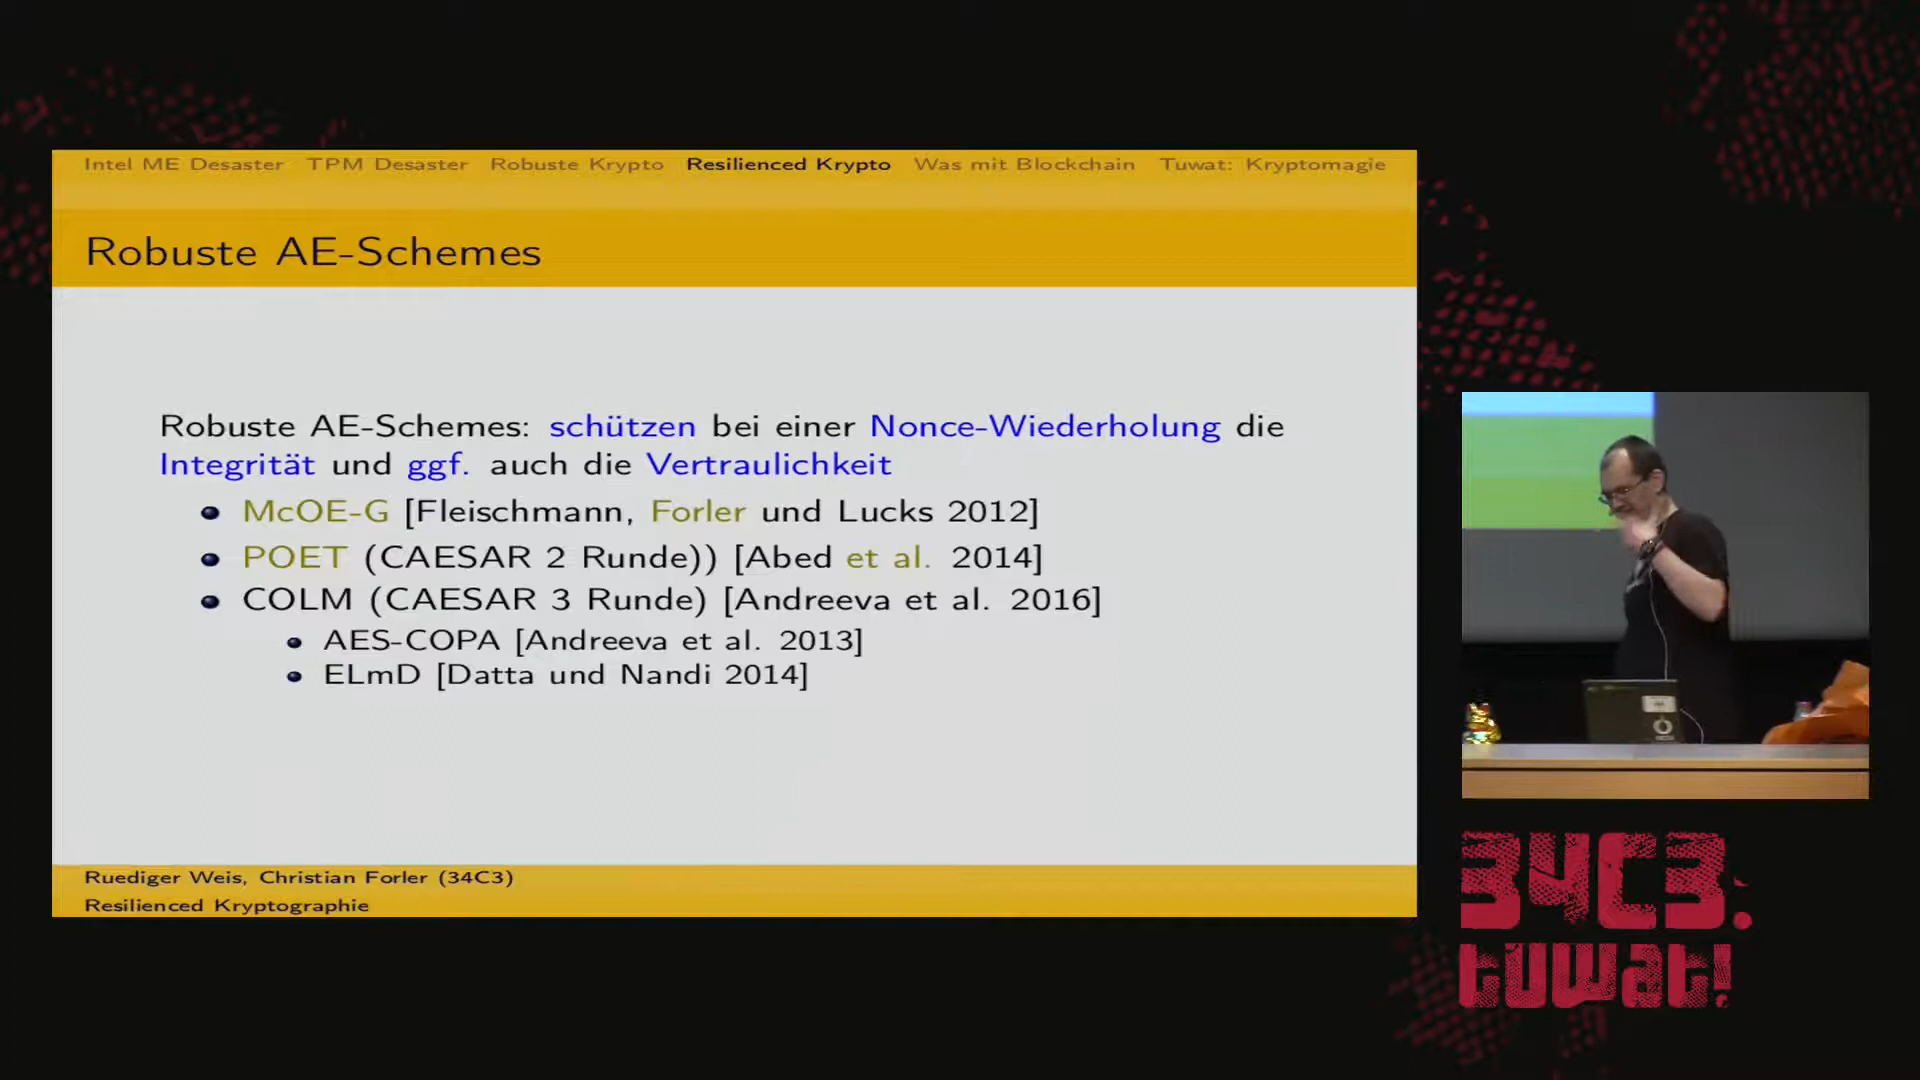 Intel ME Desaster TPM Desaster Robuste Krypto Resilienced Krypto Was mit Blockchain Tuwat: Kryptomagie
Robuste AE-Schemes
Robuste AE-Schemes: schützen bei einer Nonce-Wiederholung die
Integrität und ggf. auch die Vertraulichkeit
McOE-G [Fleischmann, Forler und Lucks 2012]
POET (CAESAR 2 Runde)) [Abed et al. 2014]
COLM (CAESAR 3 Runde) [Andreeva et al. 2016]
AES-COPA [Andreeva et al. 2013]
ELmD [Datta und Nandi 2014]
Ruediger Weis, Christian Forler (34C3)
Resilienced Kryptographie
34C3.
tuwat!